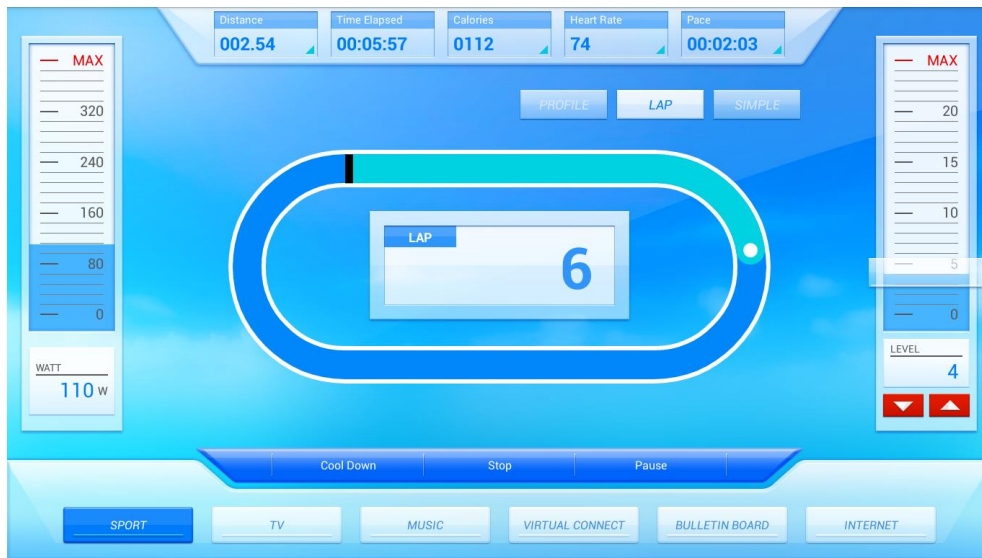 Distance Time Elapsed Calories Heart Rate Pace
002.54 00:05:57 0112 74 00:02:03
PROFILE LAP SIMPLE
MAX
320
240
160
80
0
WATT
110 W
LAP
6
MAX
20
15
10
5
0
LEVEL
4
Cool Down Stop Pause
SPORT TV MUSIC VIRTUAL CONNECT BULLETIN BOARD INTERNET